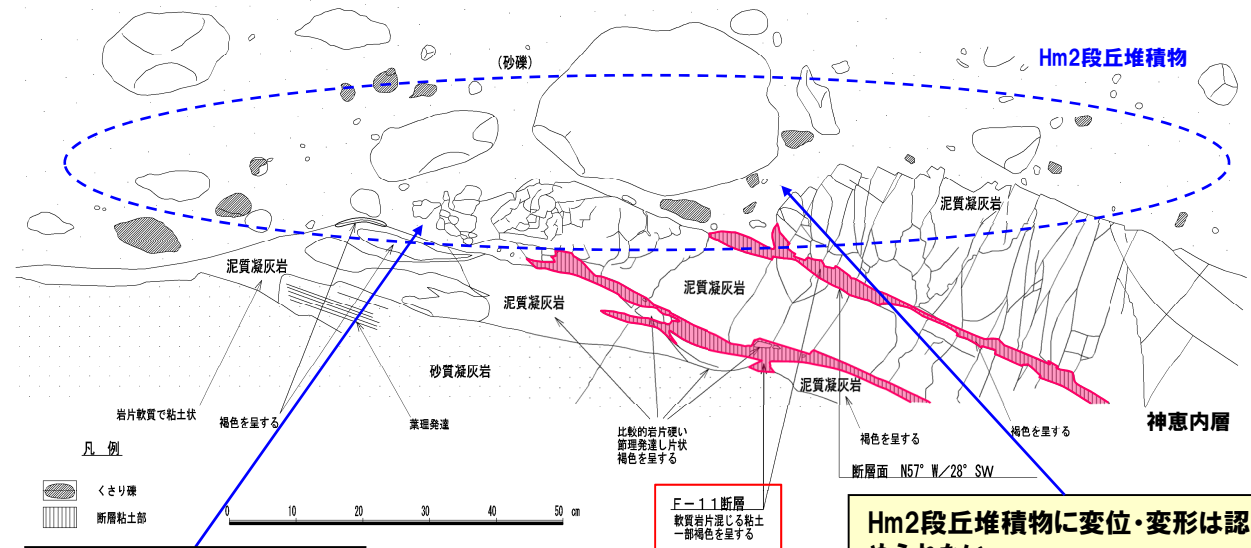 (砂礫)
Hm2段丘堆積物
泥質凝灰岩
泥質凝灰岩
泥質凝灰岩
泥質凝灰岩
砂質凝灰岩
泥質凝灰岩
岩片軟質で粘土状
褐色を呈する
葉理発達
比較的岩片硬い
節理発達し片状
褐色を呈する
褐色を呈する
褐色を呈する
神恵内層
断層面 N57°W/28°SW
凡 例
くさり礫
断層粘土部
0 10 20 30 40 50 cm
F-11断層
軟質岩片混じる粘土
一部褐色を呈する
Hm2段丘堆積物に変位・変形は認